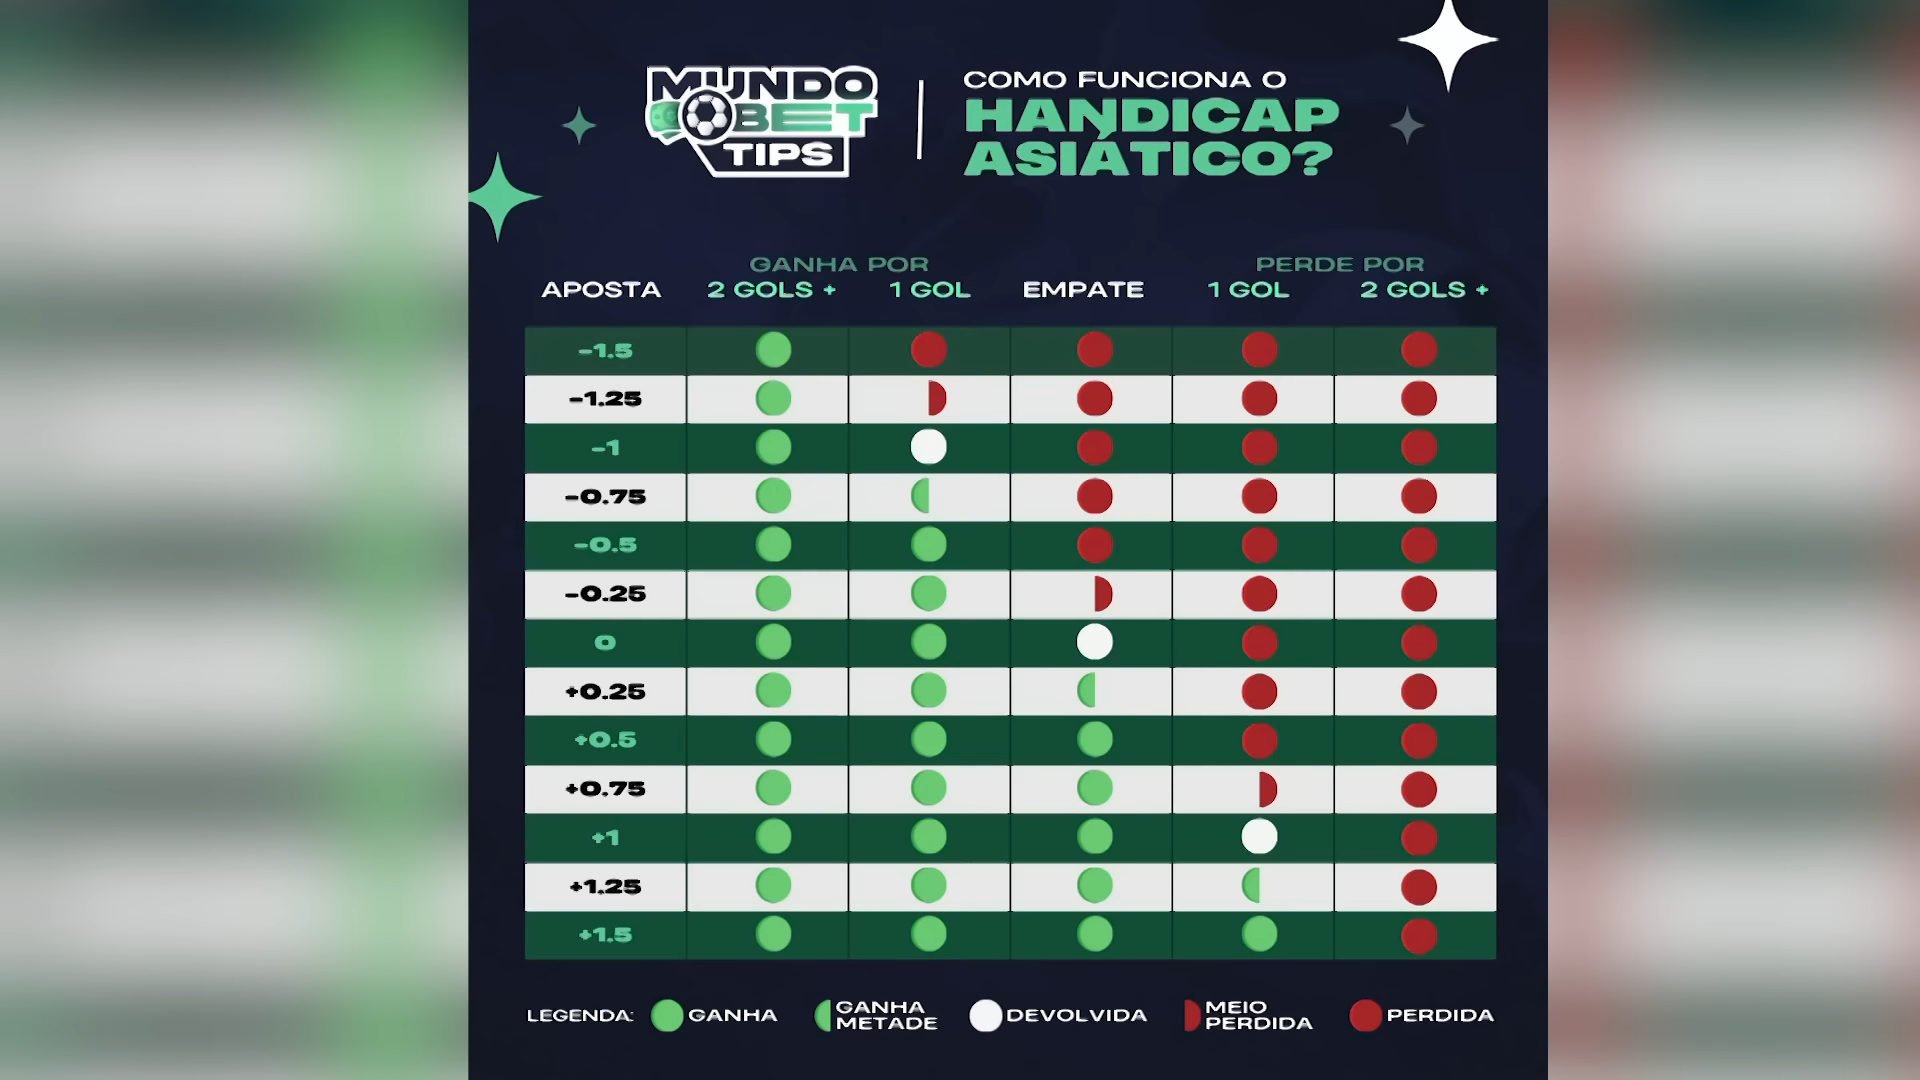 MUNDO
BET
TIPS
COMO FUNCIONA O
HANDICAP
ASIÁTICO?
GANHA POR
PERDE POR
APOSTA 2 GOLS + 1 GOL EMPATE 1 GOL 2 GOLS +
-1.5
-1.25
-1
-0.75
-0.5
-0.25
0
+0.25
+0.5
+0.75
+1
+1.25
+1.5
LEGENDA: GANHA
GANHA
METADE
DEVOLVIDA
MEIO
PERDIDA
PERDIDA